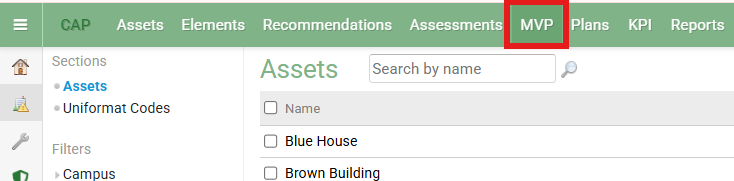 CAP Assets Elements Recommendations Assessments MVP Plans KPI Reports
Sections
Assets
Uniformat Codes
Filters
Campus
Assets Search by name
Name
Blue House
Brown Building